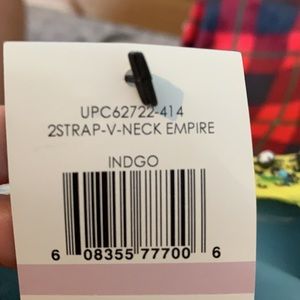 UPC62722-414
2STRAP-V-NECK EMPIRE
INDGO
6 08355 77700 6